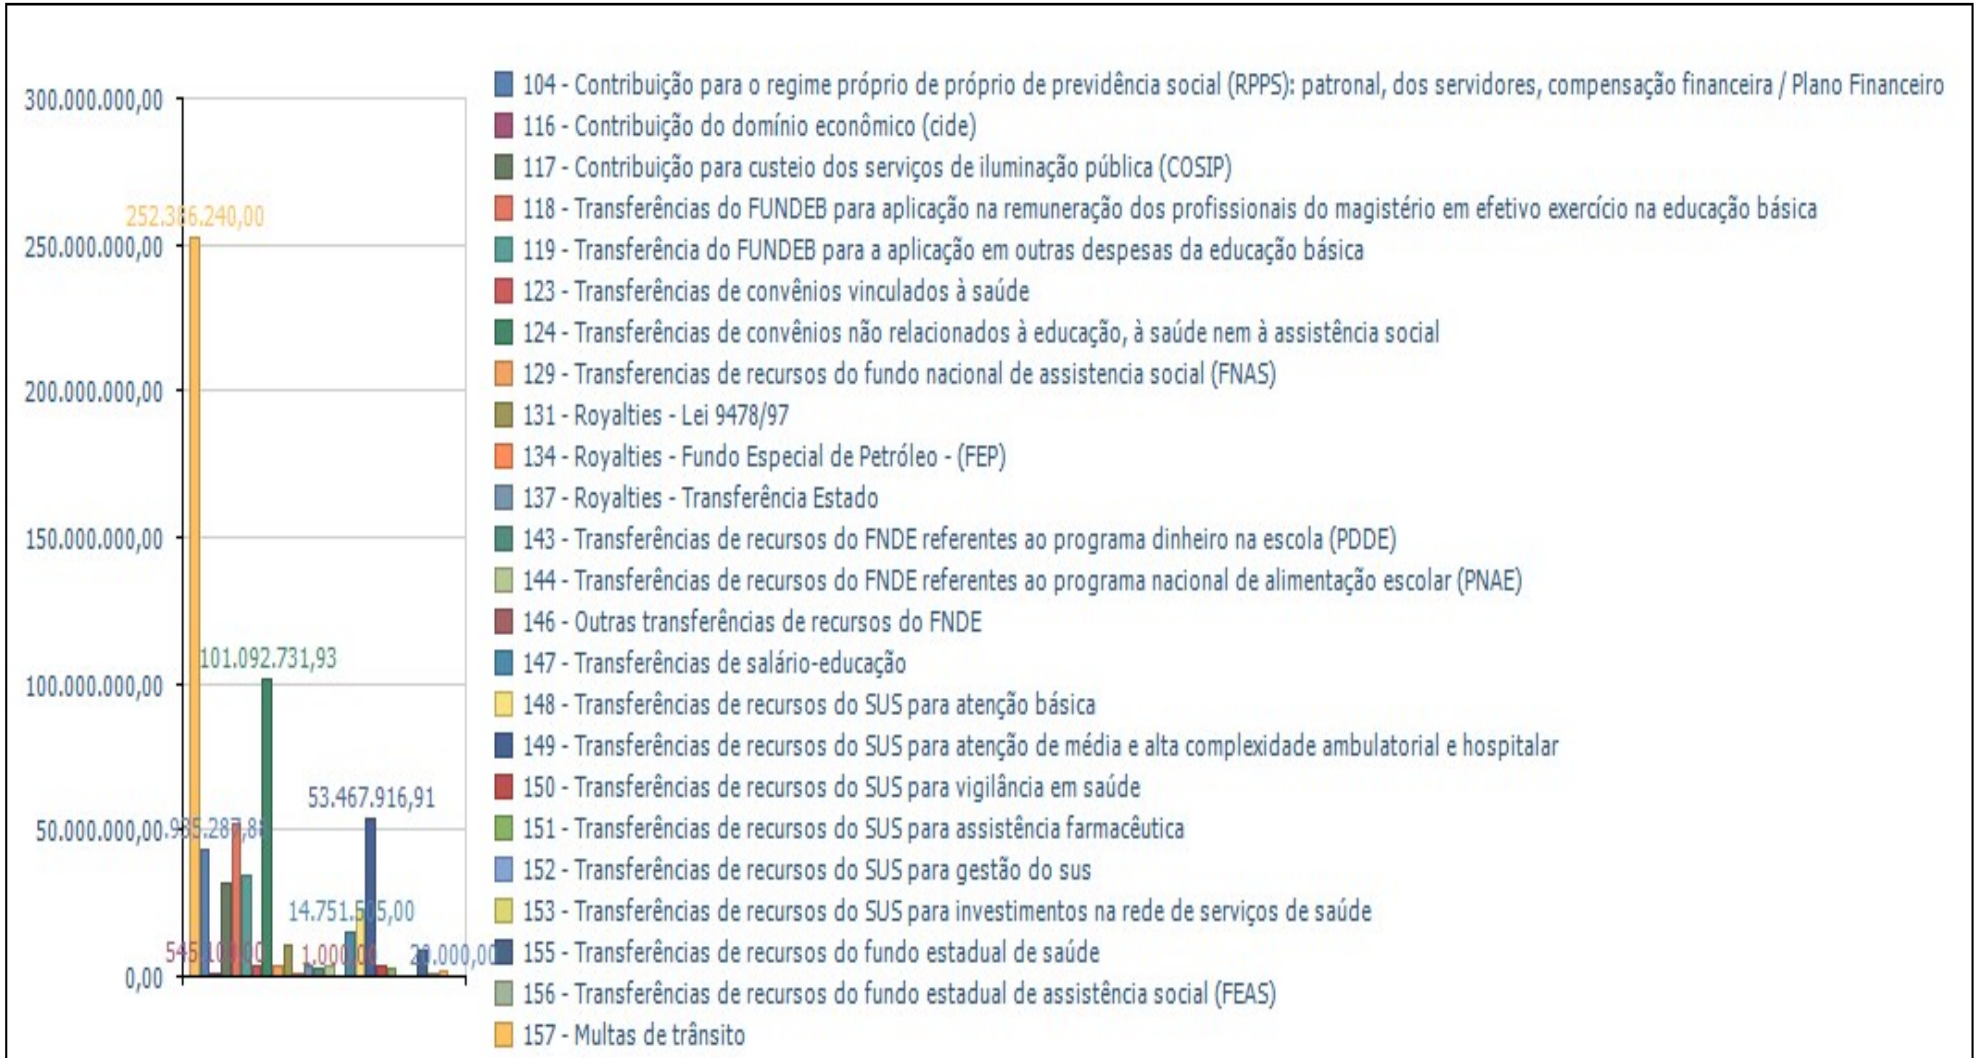 104 - Contribuição para o regime próprio de próprio de previdência social (RPPS): patronal, dos servidores, compensação financeira / Plano Financeiro
116 - Contribuição do domínio econômico (cide)
117 - Contribuição para custeio dos serviços de iluminação pública (COSIP)
118 - Transferências do FUNDEB para aplicação na remuneração dos profissionais do magistério em efetivo exercício na educação básica
119 - Transferência do FUNDEB para a aplicação em outras despesas da educação básica
123 - Transferências de convênios vinculados à saúde
124 - Transferências de convênios não relacionados à educação, à saúde nem à assistência social
129 - Transferencias de recursos do fundo nacional de assistencia social (FNAS)
131 - Royalties - Lei 9478/97
134 - Royalties - Fundo Especial de Petróleo - (FEP)
137 - Royalties - Transferência Estado
143 - Transferências de recursos do FNDE referentes ao programa dinheiro na escola (PDDE)
144 - Transferências de recursos do FNDE referentes ao programa nacional de alimentação escolar (PNAE)
146 - Outras transferências de recursos do FNDE
147 - Transferências de salário-educação
148 - Transferências de recursos do SUS para atenção básica
149 - Transferências de recursos do SUS para atenção de média e alta complexidade ambulatorial e hospitalar
150 - Transferências de recursos do SUS para vigilância em saúde
151 - Transferências de recursos do SUS para assistência farmacêutica
152 - Transferências de recursos do SUS para gestão do sus
153 - Transferências de recursos do SUS para investimentos na rede de serviços de saúde
155 - Transferências de recursos do fundo estadual de saúde
156 - Transferências de recursos do fundo estadual de assistência social (FEAS)
157 - Multas de trânsito
300.000.000,00
250.000.000,00
200.000.000,00
150.000.000,00
100.000.000,00
50.000.000,00
0,00
101.092.731,93
53.467.916,91
1.000,00
20.000,00